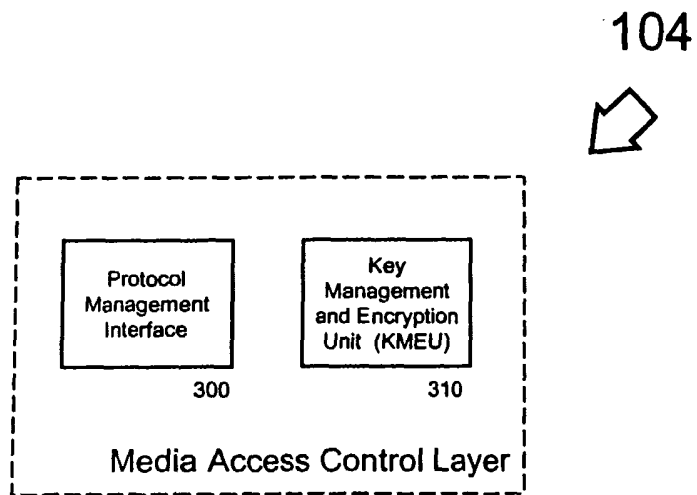 104
Protocol
Management
Interface
300
Key
Management
and Encryption
Unit (KMEU)
310
Media Access Control Layer